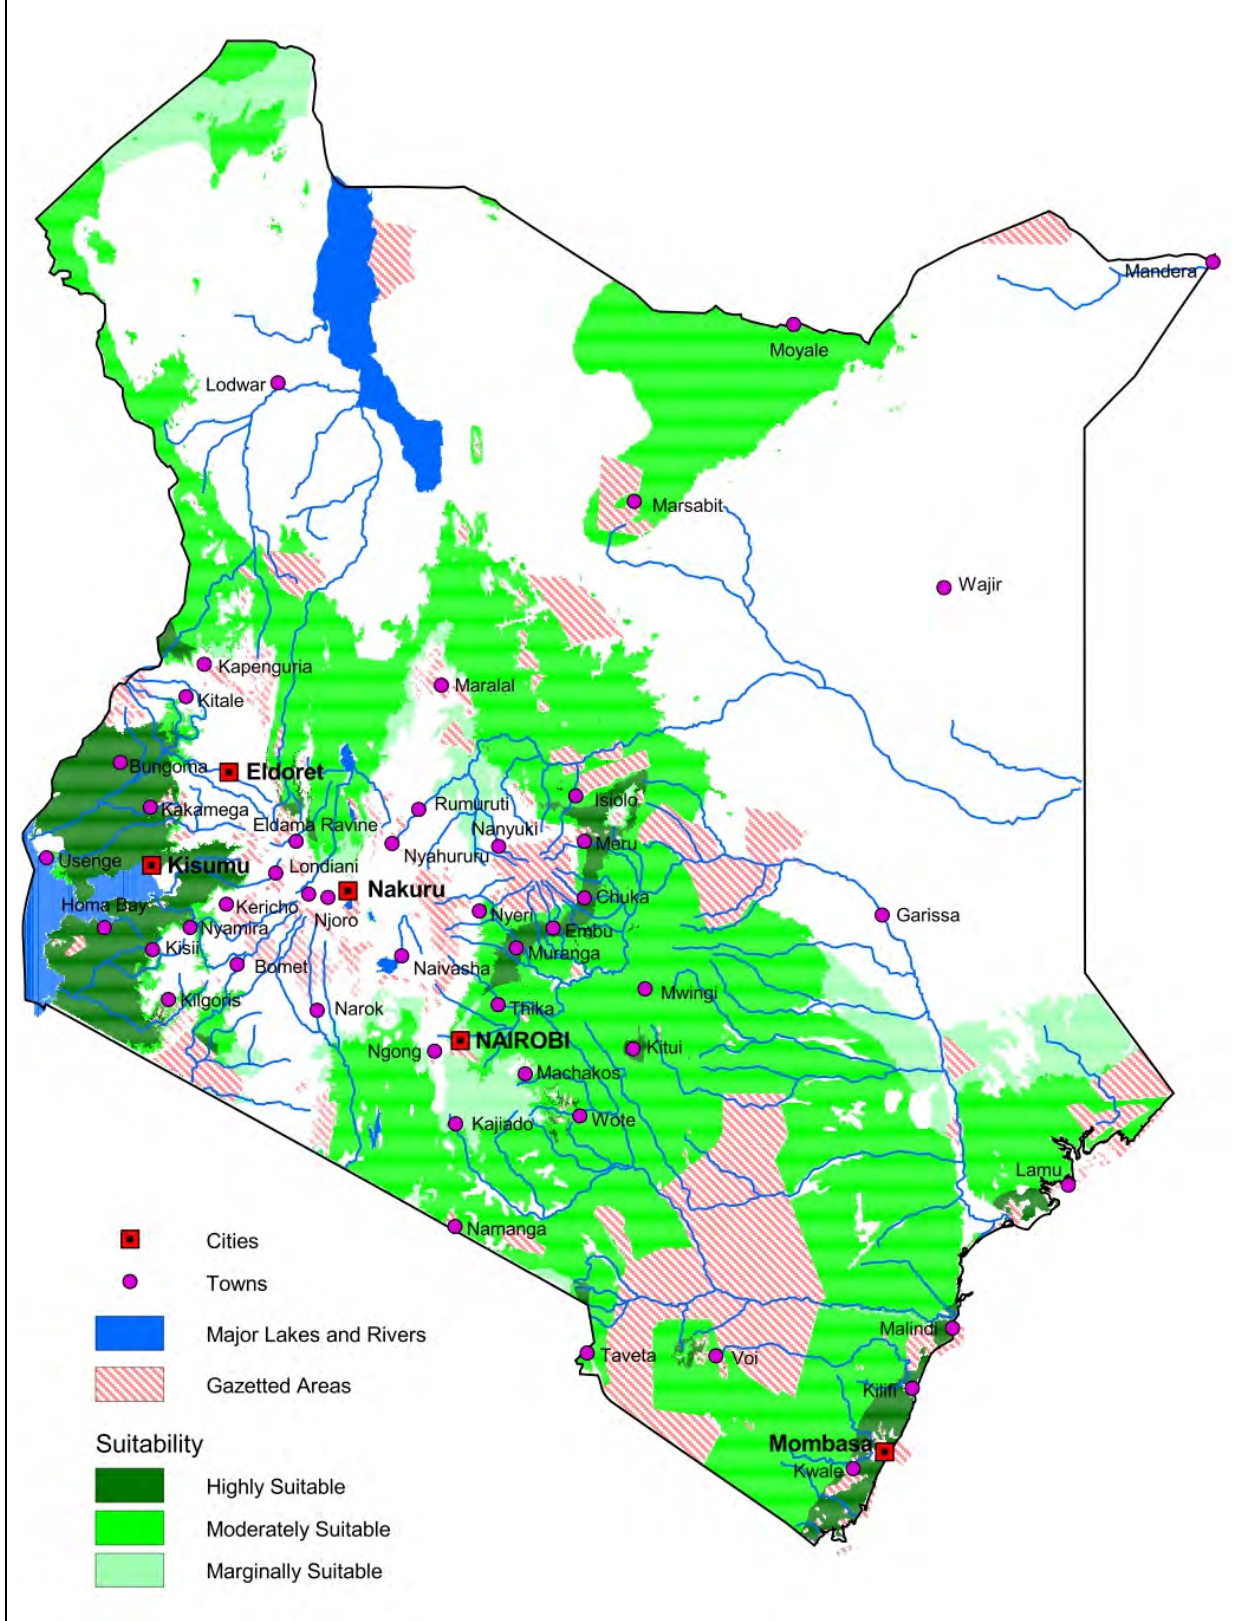 Mandera
Moyale
Lodwar
Marsabit
Wajir
Kapenguria
Maralal
Kitale
Bungoma
Eldoret
Isiolo
Kakamega
Rumuruti
Eldama Ravine
Nanyuki
Meru
Nyahururu
Usenge
Kisumu
Londiani
Nakuru
Chuka
Homa Bay
Kericho
Njoro
Nyeri
Garissa
Nyamira
Embu
Kisii
Muranga
Bomet
Naivasha
Mwingi
Kilgoris
Narok
Thika
Ngong
NAIROBI
Kitui
Machakos
Kajiado
Wote
Lamu
Namanga
Malindi
Taveta
Voi
Kilifi
Mombasa
Kwale
Cities
Towns
Major Lakes and Rivers
Gazetted Areas
Suitability
Highly Suitable
Moderately Suitable
Marginally Suitable